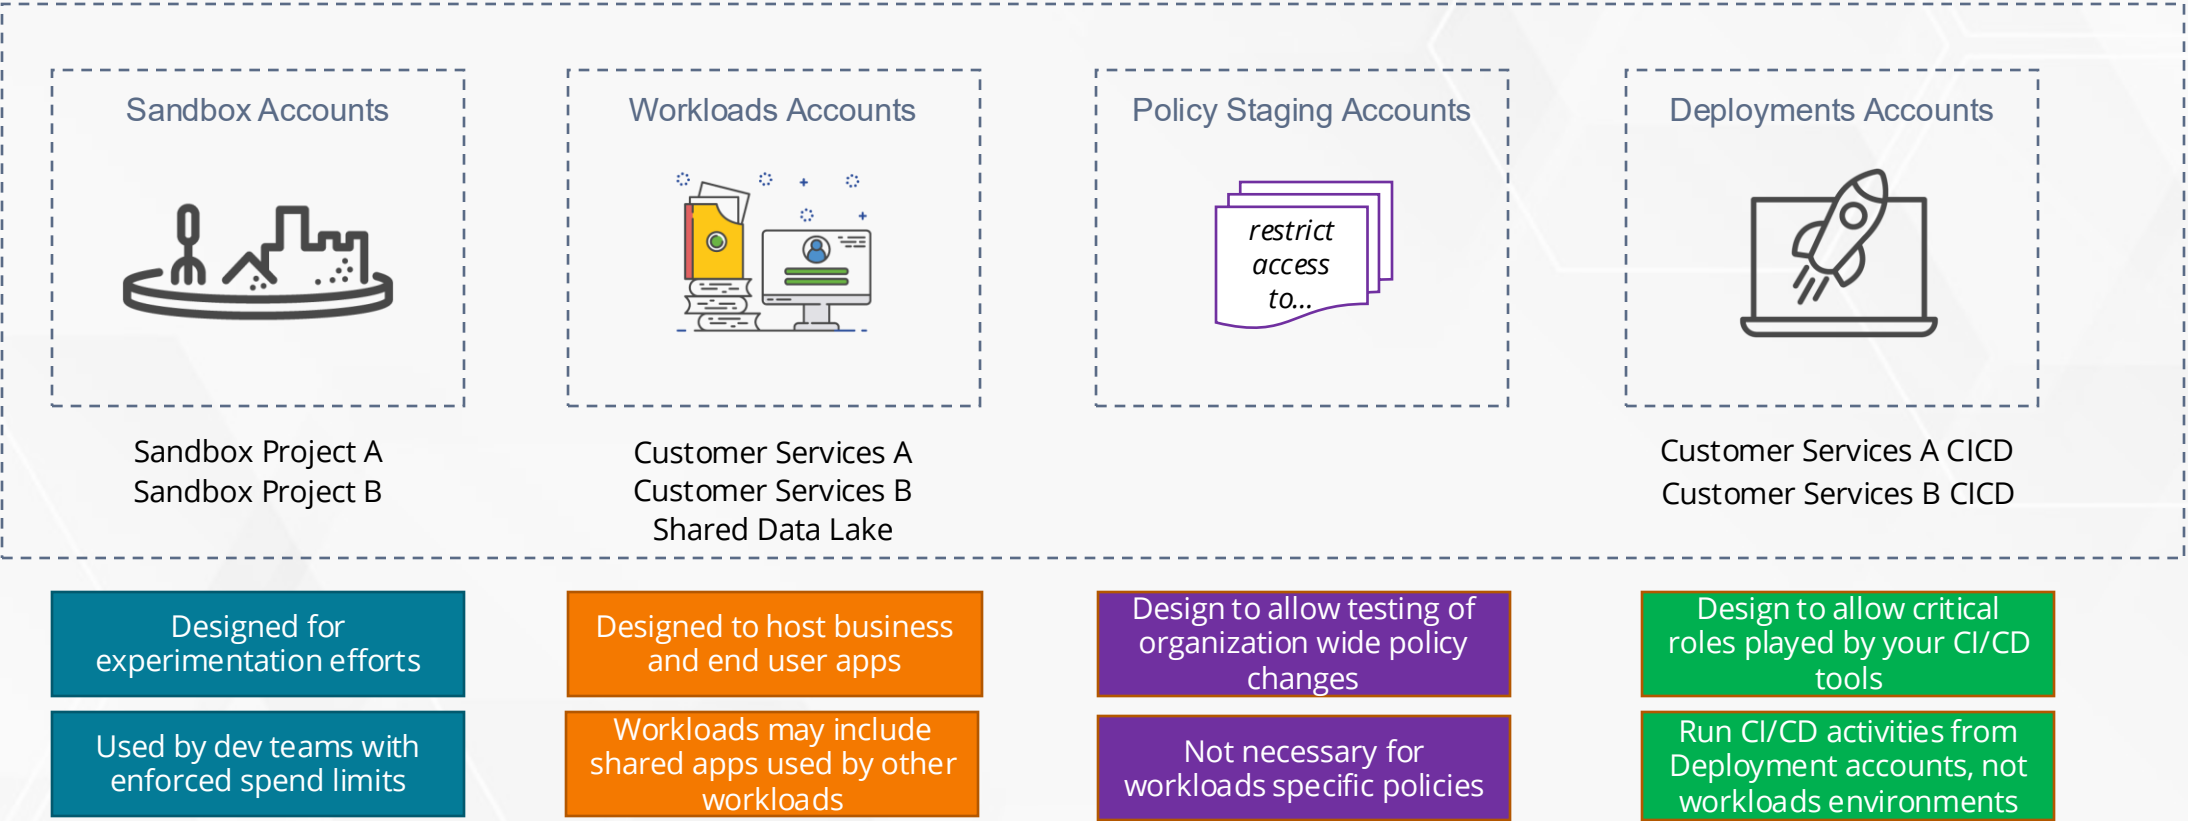 Sandbox Accounts
Workloads Accounts
Policy Staging Accounts
Deployments Accounts
restrict
access
to...
Sandbox Project A
Sandbox Project B
Customer Services A
Customer Services B
Shared Data Lake
Customer Services A CICD
Customer Services B CICD
Designed for
experimentation efforts
Designed to host business
and end user apps
Design to allow testing of
organization wide policy
changes
Design to allow critical
roles played by your CI/CD
tools
Used by dev teams with
enforced spend limits
Workloads may include
shared apps used by other
workloads
Not necessary for
workloads specific policies
Run CI/CD activities from
Deployment accounts, not
workloads environments